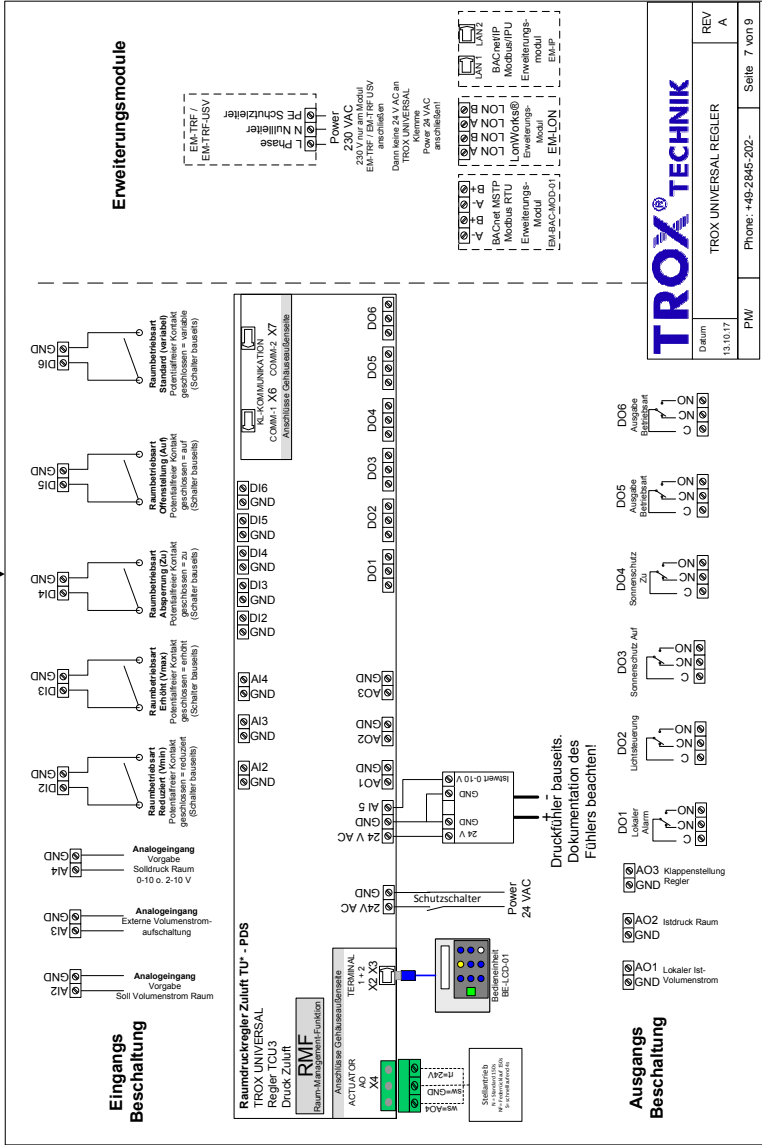 Eingangs
Beschaltung
AI2
GND
Analogeingang
Vorgabe
Soll Volumenstrom Raum
AI3
GND
Analogeingang
Externe Volumenstrom-
aufschaltung
AI4
GND
Analogeingang
Vorgabe
Solldruck Raum
0-10 o. 2-10 V
DI2
GND
Raumbetriebsart
Reduziert (Vmin)
Potentialfreier Kontakt
geschlossen = reduziert
(Schalter bauseits)
DI3
GND
Raumbetriebsart
Erhöht (Vmax)
Potentialfreier Kontakt
geschlossen = erhöht
(Schalter bauseits)
DI4
GND
Raumbetriebsart
Absperrung (Zu)
Potentialfreier Kontakt
geschlossen = zu
(Schalter bauseits)
DI5
GND
Raumbetriebsart
Offenstellung (Auf)
Potentialfreier Kontakt
geschlossen = auf
(Schalter bauseits)
DI6
GND
Raumbetriebsart
Standard (variabel)
Potentialfreier Kontakt
geschlossen = variable
(Schalter bauseits)
Erweiterungsmodule
EM-TRF /
EM-TRF-USV
L Phase
N Nullleiter
PE Schutzleiter
Power
230 VAC
230 V nur am Modul
EM-TRF / EM-TRF USV
anschließen
Dann keine 24 V AC an
TROX UNIVERSAL
Klemme
Power 24 VAC
anschließen!
Raumdruckregler Zuluft TU* - PDS
TROX UNIVERSAL
Regler TCU3
Druck Zuluft
RMF
Raum-Management-Funktion
AI2
GND
AI3
GND
AI4
GND
DI2
GND
DI3
GND
DI4
GND
DI5
GND
DI6
GND
KL-KOMMUNIKATION
COMM-1 X6 COMM-2 X7
Anschlüsse Gehäuseaußenseite
Anschlüsse Gehäuseaußenseite
ACTUATOR
AO
X4
TERMINAL
1 + 2
X2 X3
24V AC
GND
24 V AC
GND
AI 5
AO1
GND
AO2
GND
AO3
GND
DO1
DO2
DO3
DO4
DO5
DO6
ws=AO4
sw=GND
rt=24V
Stellantrieb
Bedieneinheit
BE-LCD-01
Schutzschalter
Power
24 VAC
24 V
GND
GND
Istwert 0-10 V
+
-
Druckfühler bauseits.
Dokumentation des
Fühlers beachten!
A-
B+
A-
B+
BACnet MSTP
Modbus RTU
Erweiterungs-
Modul
EM-BAC-MOD-01
LON A
LON B
LON A
LON B
LonWorks®
Erweiterungs-
Modul
EM-LON
LAN 1
LAN 2
BACnet/IP
Modbus/IPU
Erweiterungs-
modul
EM-IP
Ausgangs
Beschaltung
AO1
GND
Lokaler Ist-
Volumenstrom
AO2
GND
Istdruck Raum
AO3
GND
Klappenstellung
Regler
DO1
Lokaler
Alarm
C
NC
NO
DO2
Lichtsteuerung
C
NC
NO
DO3
Sonnenschutz Auf
C
NC
NO
DO4
Sonnenschutz
Zu
C
NC
NO
DO5
Ausgabe
Betriebsart
C
NC
NO
DO6
Ausgabe
Betriebsart
C
NC
NO
TROX® TECHNIK
Datum
13.10.17
TROX UNIVERSAL REGLER
REV
A
PM/
Phone: +49-2845-202-
Seite 7 von 9